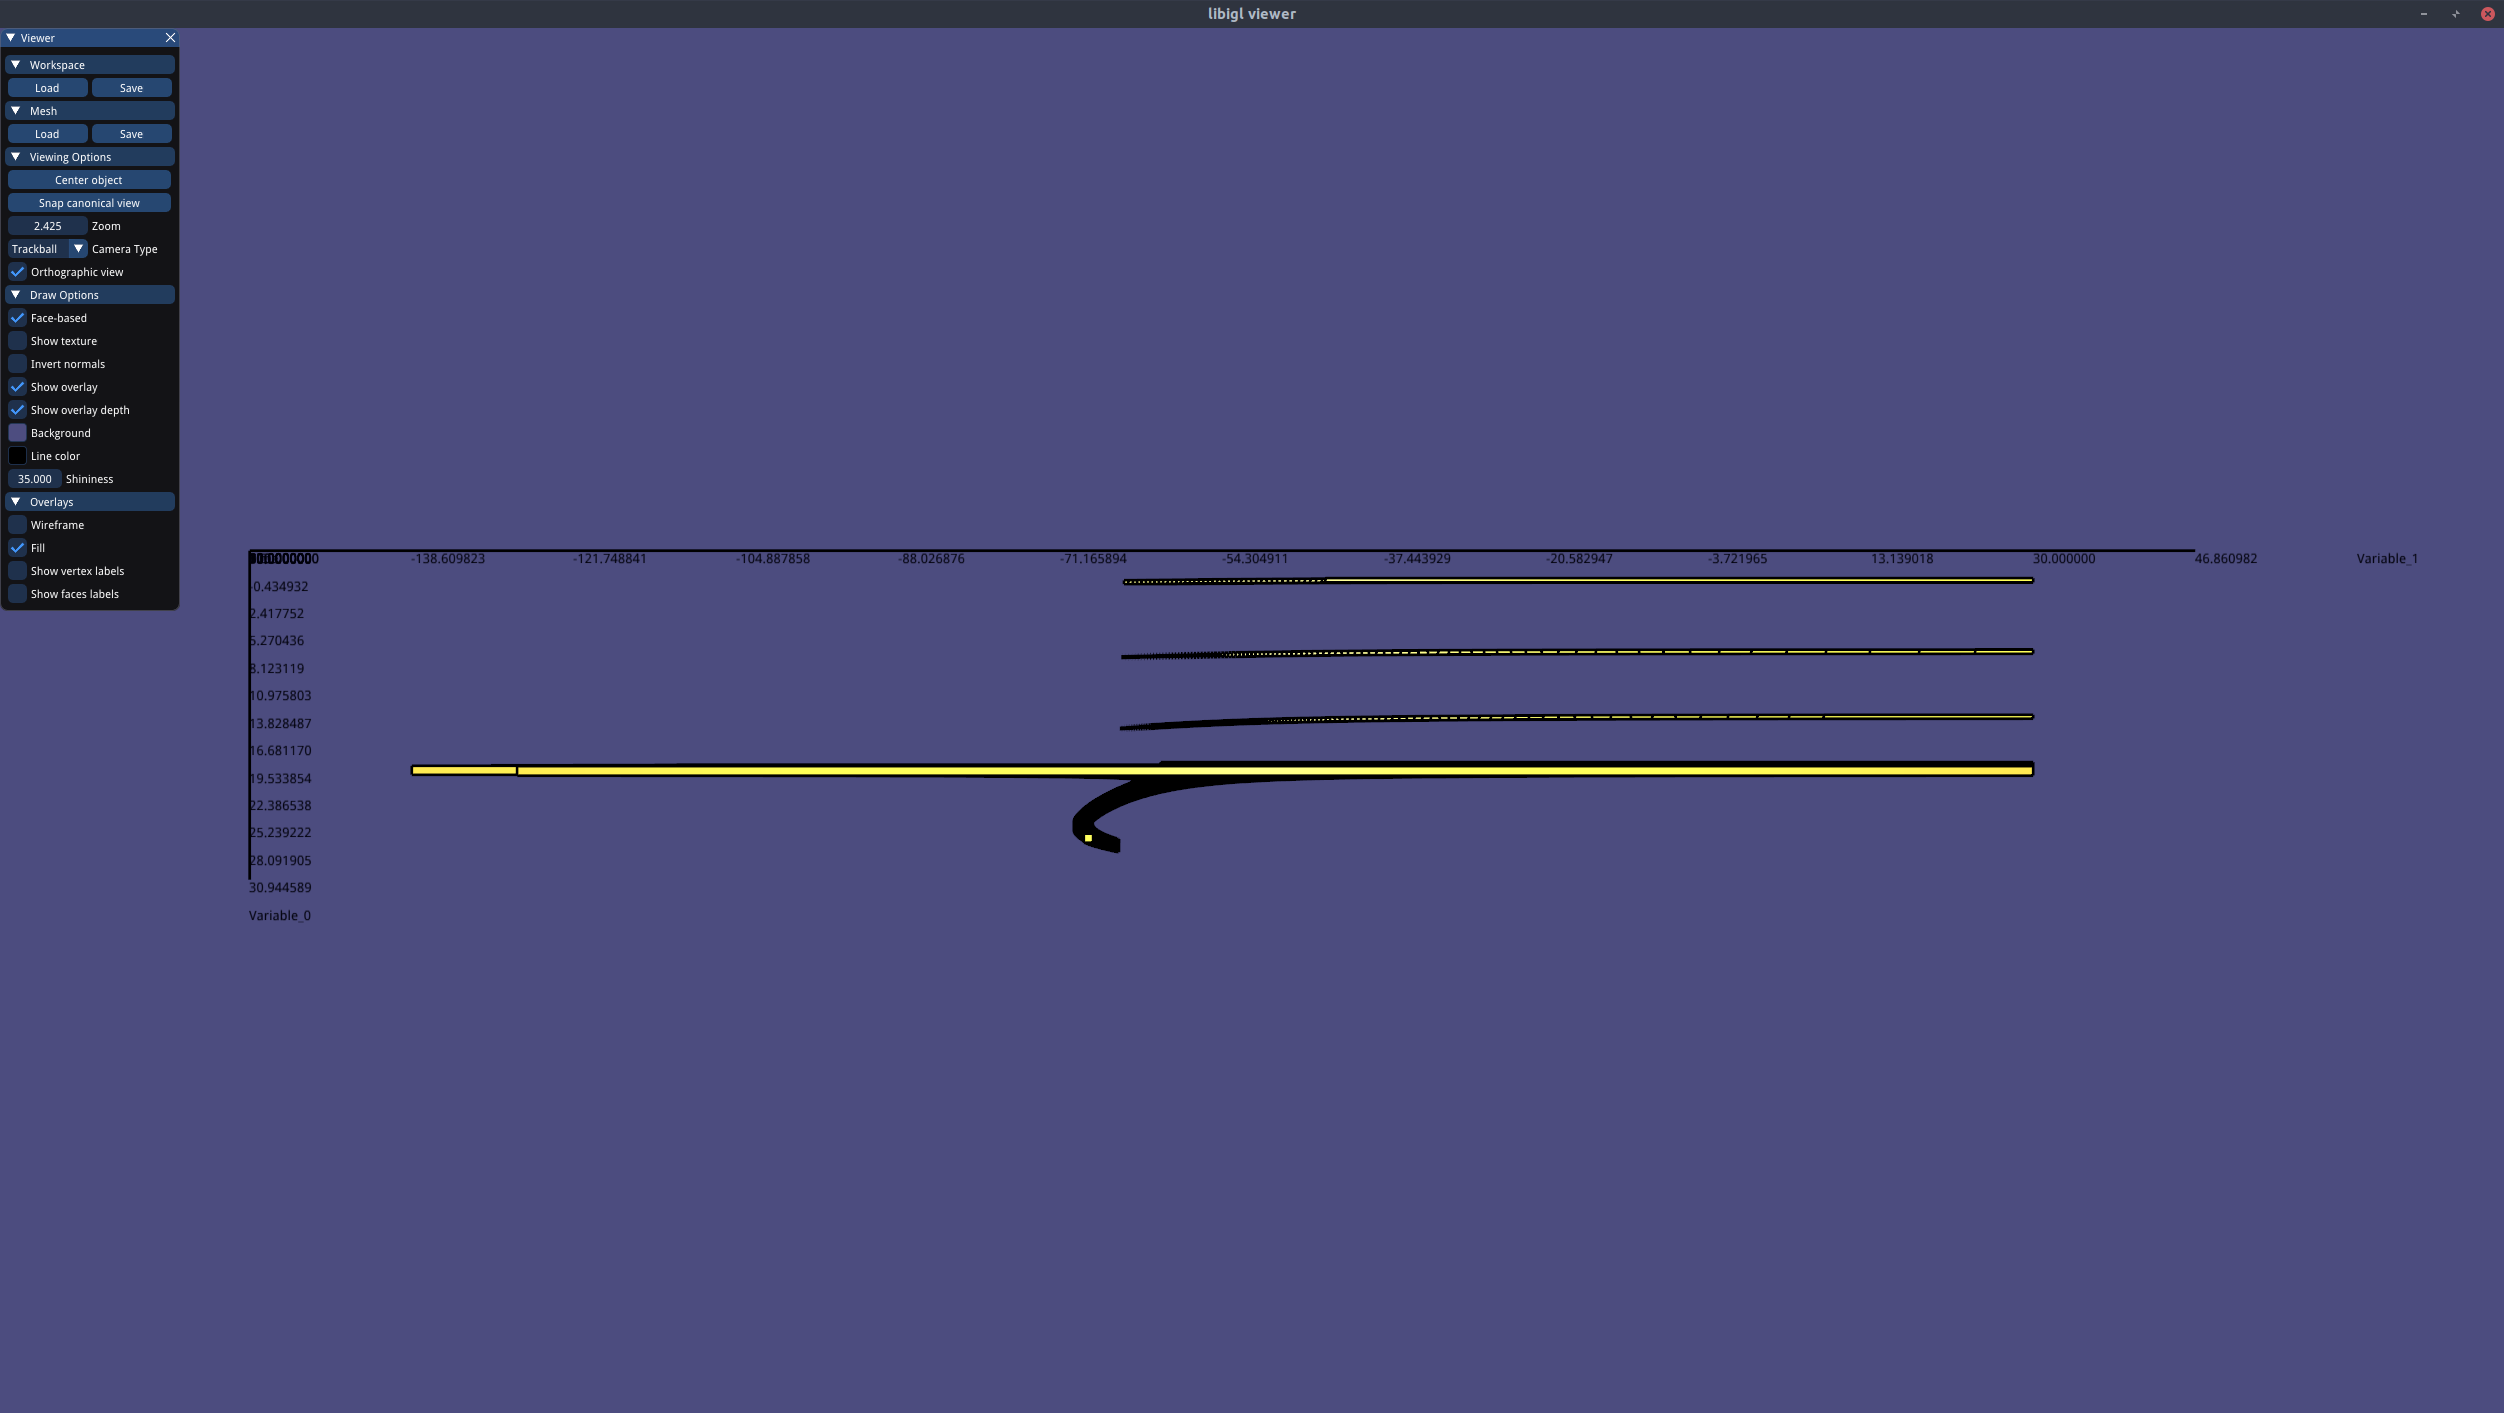 libigl viewer
Viewer
Workspace
Load Save
Mesh
Load Save
Viewing Options
Center object
Snap canonical view
2.425 Zoom
Trackball Camera Type
Orthographic view
Draw Options
Face-based
Show texture
Invert normals
Show overlay
Show overlay depth
Background
Line color
35.000 Shininess
Overlays
Wireframe
Fill
Show vertex labels
Show faces labels
-138.609823 -121.748841 -104.887858 -88.026876 -71.165894 -54.304911 -37.443929 -20.582947 -3.721965 13.139018 30.000000 46.860982 Variable_1
-0.434932
2.417752
5.270436
8.123119
10.975803
13.828487
16.681170
19.533854
22.386538
25.239222
28.091905
30.944589
Variable_0